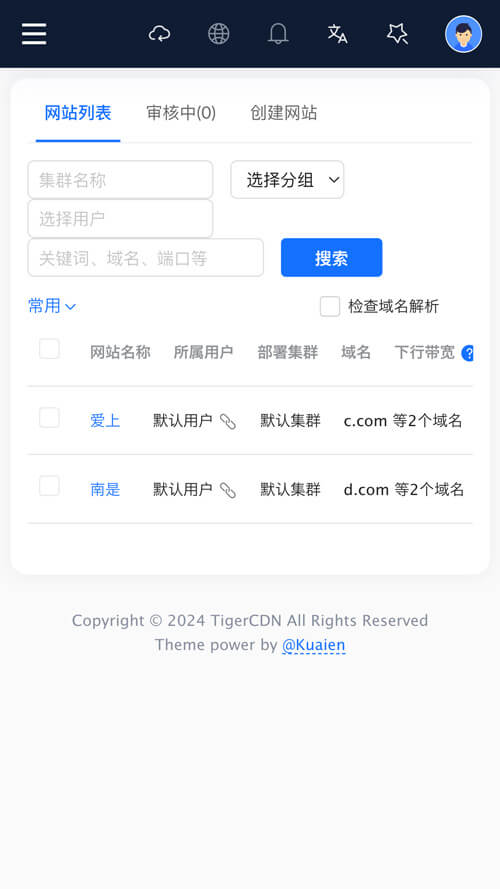 网站列表 审核中(0) 创建网站
集群名称 选择分组
选择用户
关键词、域名、端口等 搜索
常用 检查域名解析
网站名称 所属用户 部署集群 域名 下行带宽 ?
爱上 默认用户 默认集群 c.com 等2个域名
南是 默认用户 默认集群 d.com 等2个域名
Copyright © 2024 TigerCDN All Rights Reserved
Theme power by @Kuaien